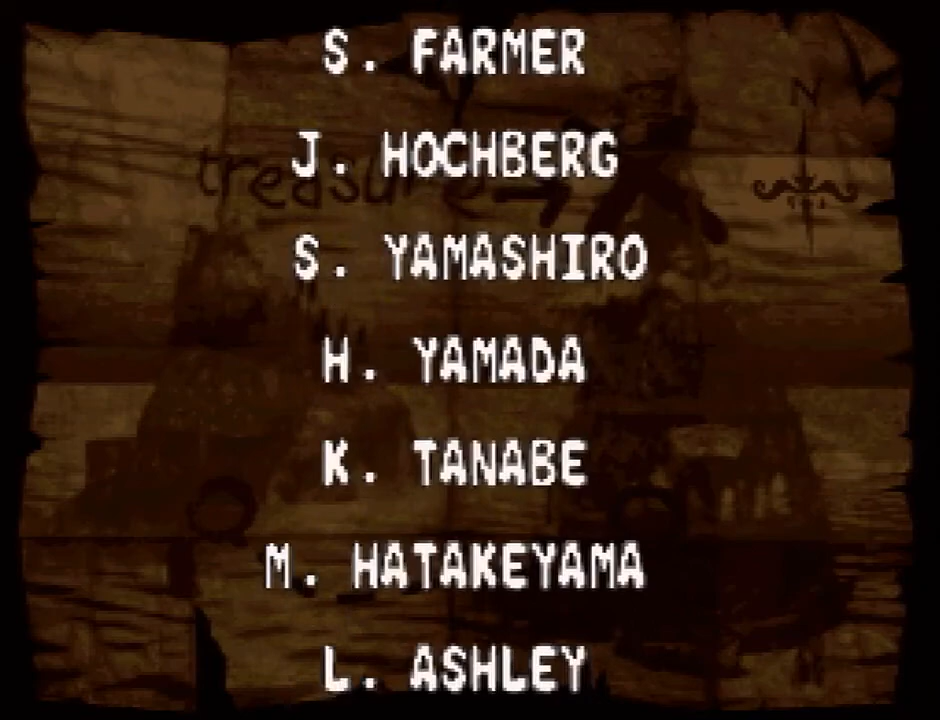 S. FARMER
J. HOCHBERG
treasure
N
S. YAMASHIRO
H. YAMADA
K. TANABE
M. HATAKEYAMA
L. ASHLEY